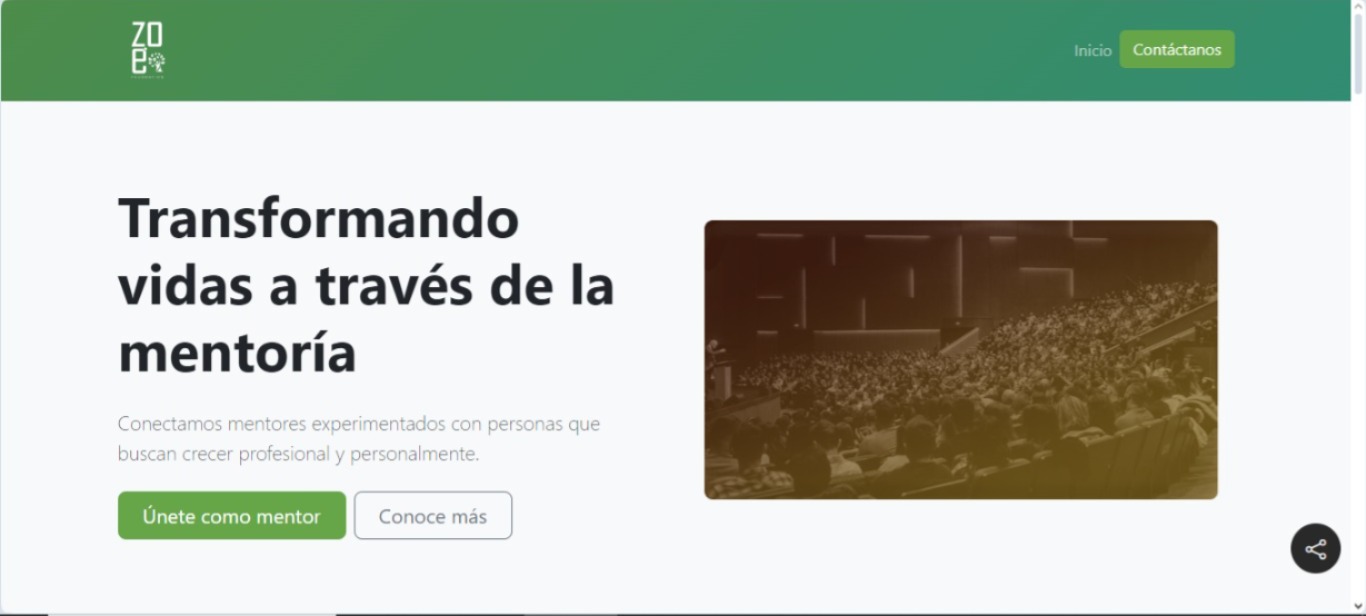 ZO
Inicio
Contáctanos
Transformando
vidas a través de la
mentoría
Conectamos mentores experimentados con personas que
buscan crecer profesional y personalmente.
Únete como mentor
Conoce más